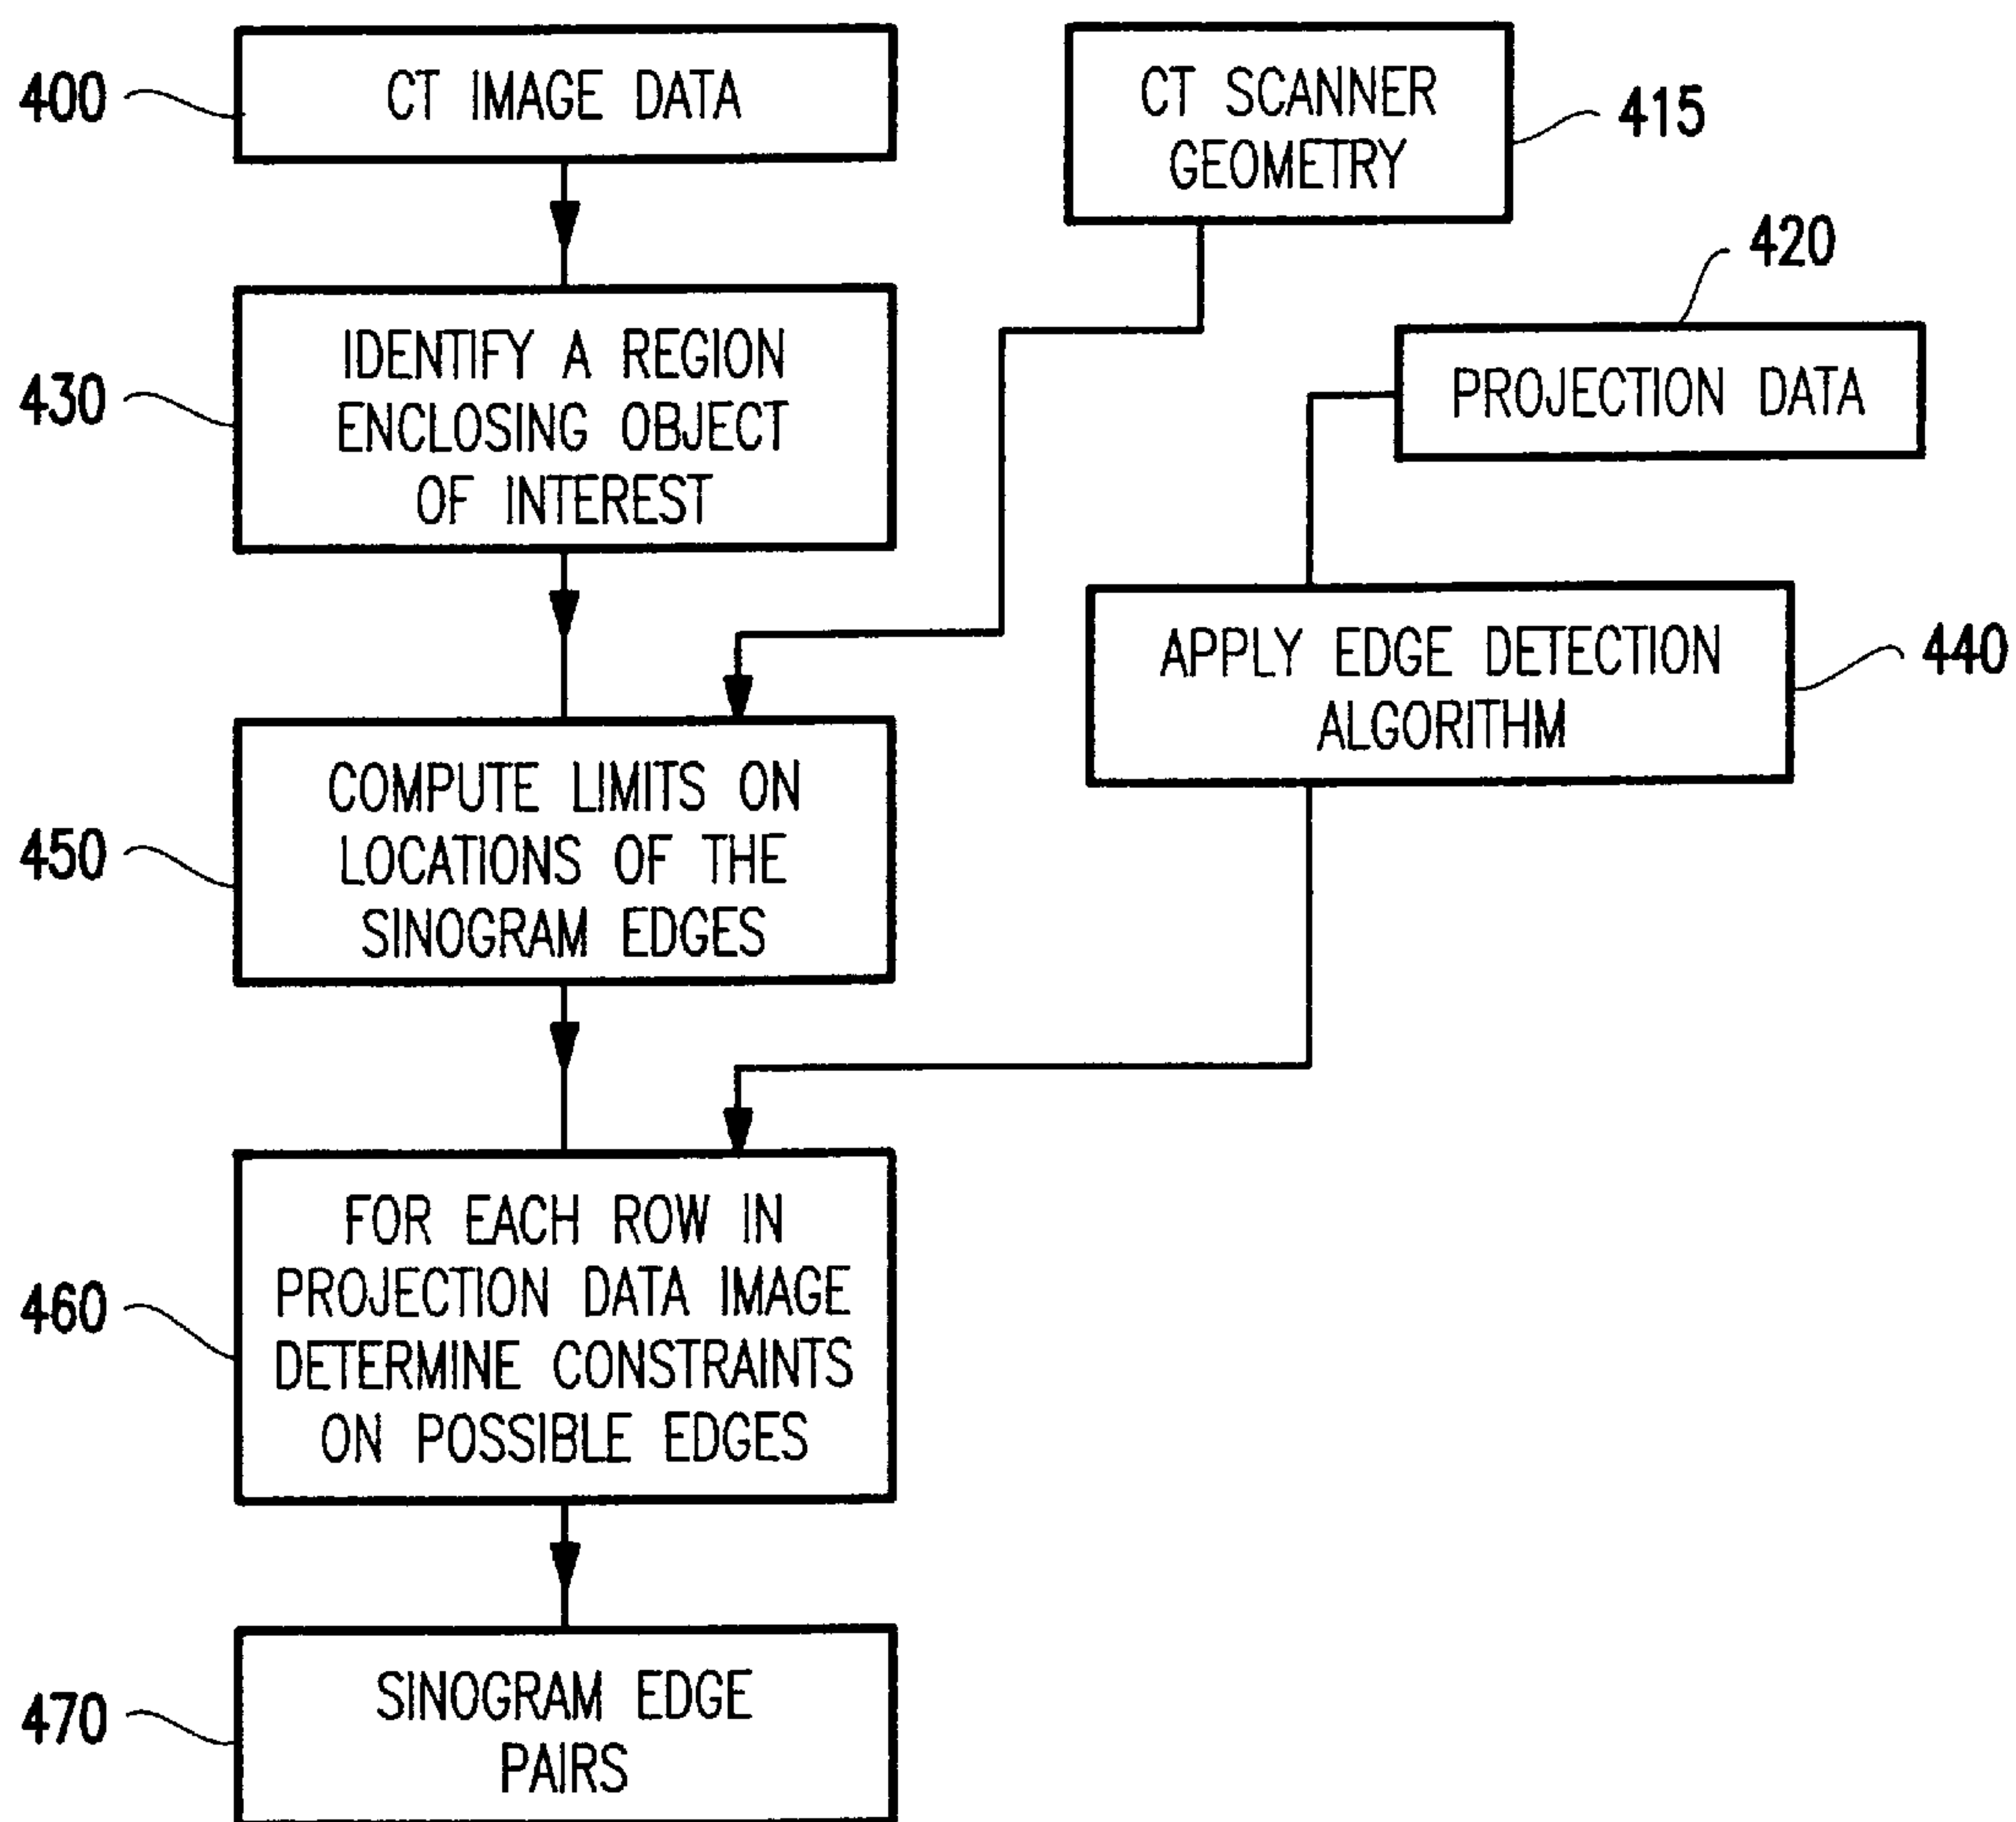 400
CT IMAGE DATA
CT SCANNER
GEOMETRY
415
420
PROJECTION DATA
430
IDENTIFY A REGION
ENCLOSING OBJECT
OF INTEREST
APPLY EDGE DETECTION
ALGORITHM
440
450
COMPUTE LIMITS ON
LOCATIONS OF THE
SINOGRAM EDGES
460
FOR EACH ROW IN
PROJECTION DATA IMAGE
DETERMINE CONSTRAINTS
ON POSSIBLE EDGES
470
SINOGRAM EDGE
PAIRS